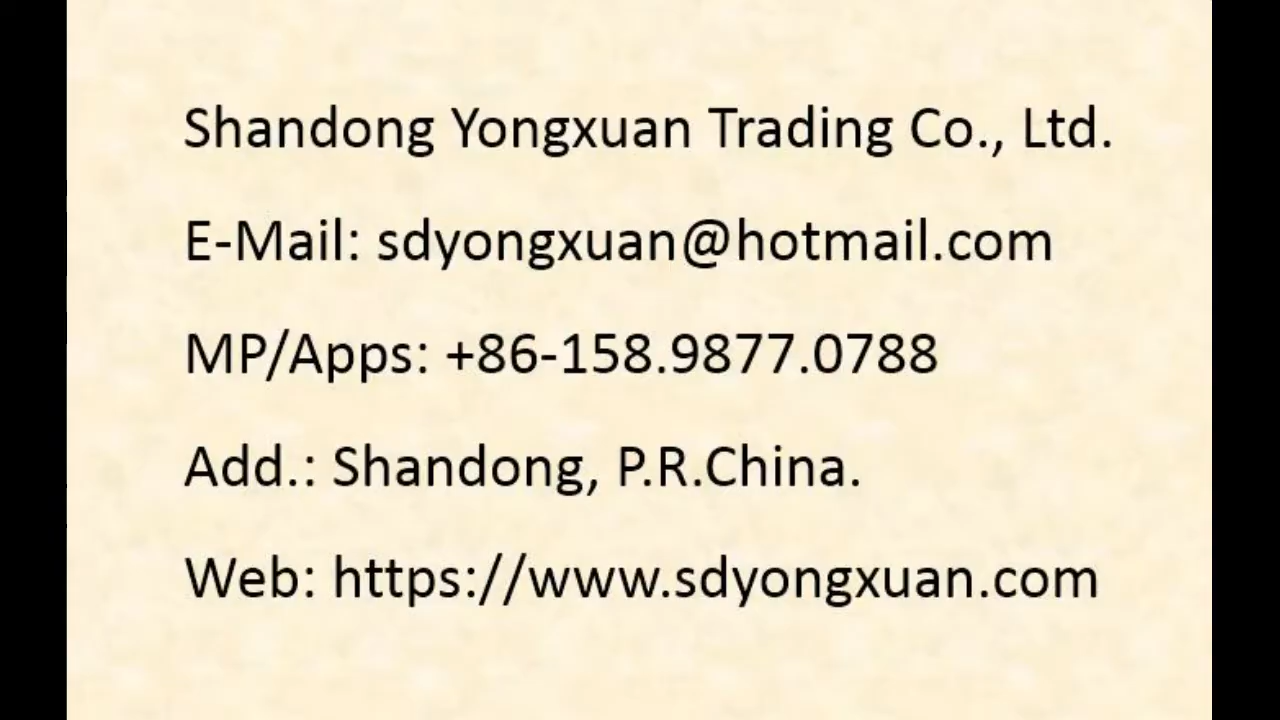 Shandong Yongxuan Trading Co., Ltd.
E-Mail: sdyongxuan@hotmail.com
MP/Apps: +86-158.9877.0788
Add.: Shandong, P.R.China.
Web: https://www.sdyongxuan.com